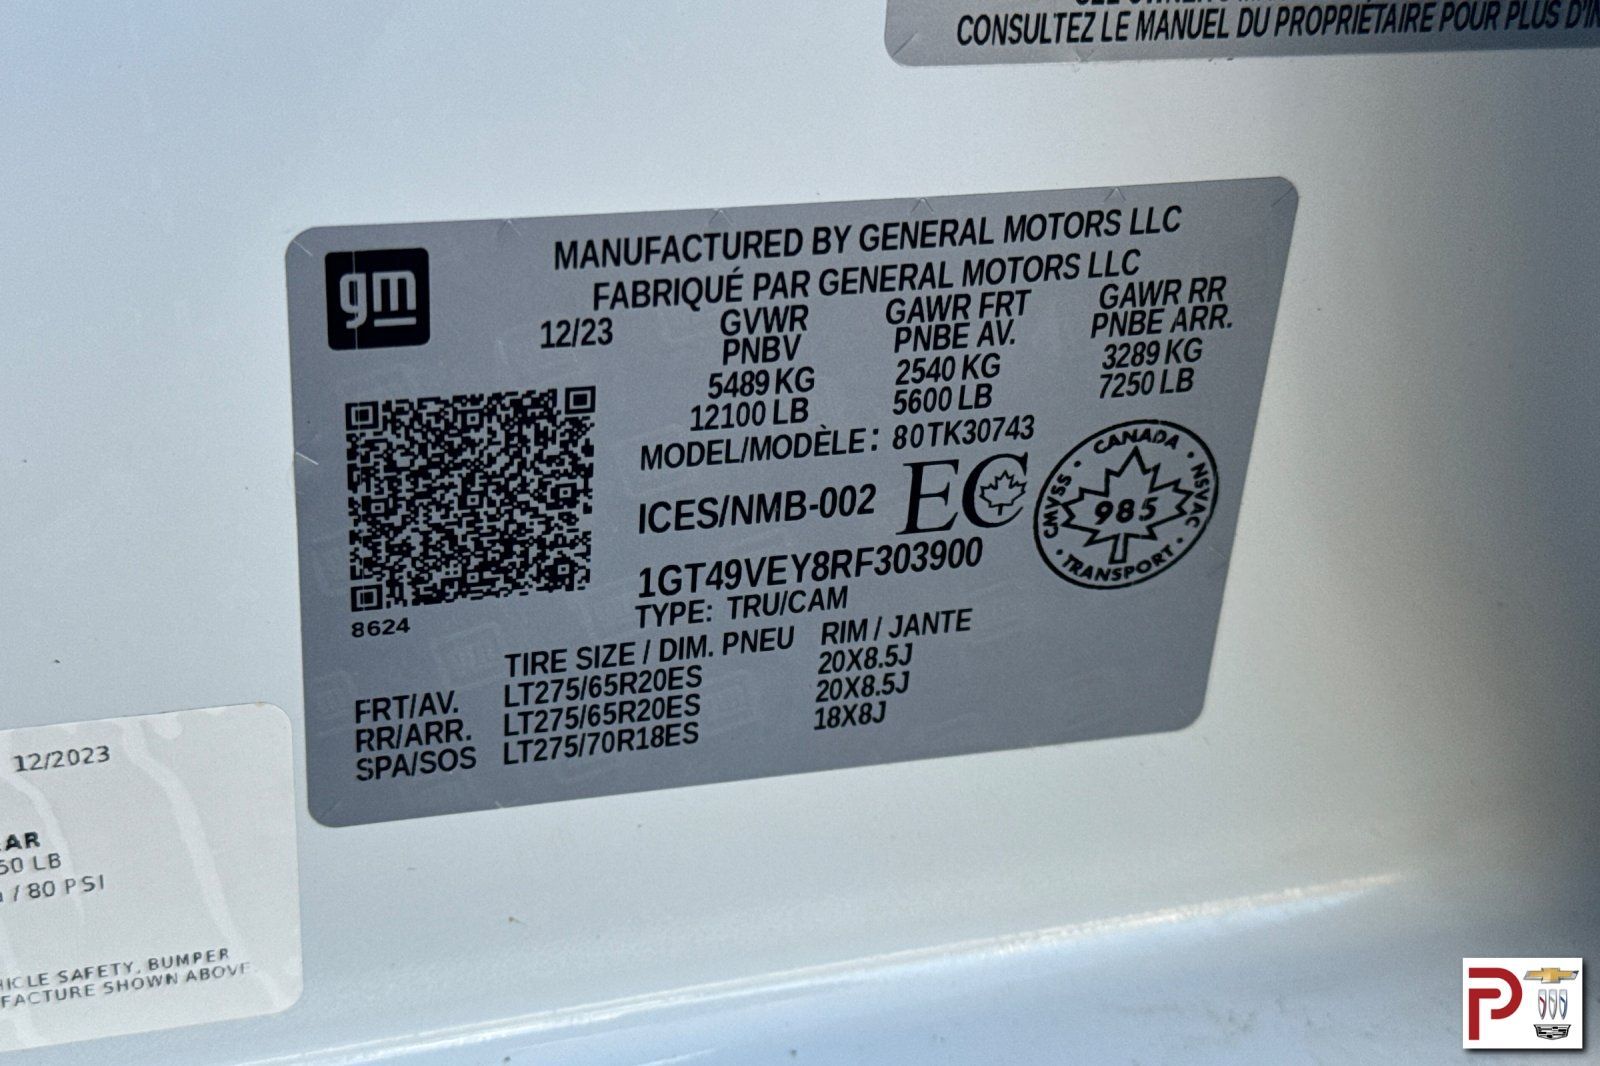 CONSULTEZ LE MANUEL DU PROPRIÉTAIRE POUR PLUS
gm
MANUFACTURED BY GENERAL MOTORS LLC
FABRIQUÉ PAR GENERAL MOTORS LLC
12/23 GVWR GAWR FRT GAWR RR
PNBV PNBE AV. PNBE ARR.
5489 KG 2540 KG 3289 KG
12100 LB 5600 LB 7250 LB
MODEL/MODÈLE: 80TK30743
ICES/NMB-002 EC
CANADA NSVAC TRANSPORT CMVSS
985
1GT49VEY8RF303900
TYPE: TRU/CAM
8624
TIRE SIZE / DIM. PNEU RIM / JANTE
FRT/AV. LT275/65R20ES 20X8.5J
RR/ARR. LT275/65R20ES 20X8.5J
SPA/SOS LT275/70R18ES 18X8J
12/2023
AR
50 LB
/ 80 PSI
HICLE SAFETY, BUMPER
FACTURE SHOWN ABOVE
P